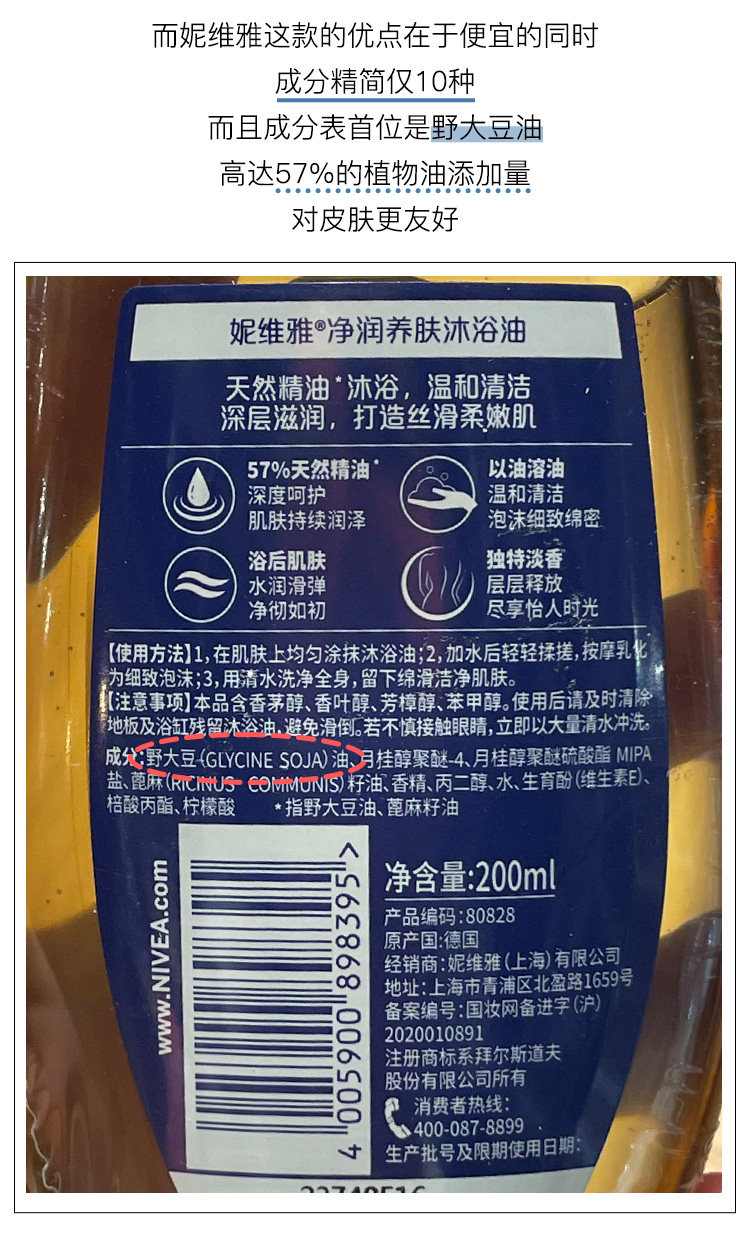 而妮维雅这款的优点在于便宜的同时
成分精简仅10种
而且成分表首位是野大豆油
高达57%的植物油添加量
对皮肤更友好
妮维雅®净润养肤沐浴油
天然精油*沐浴，温和清洁
深层滋润，打造丝滑柔嫩肌
57%天然精油*
深度呵护
肌肤持续润泽
以油溶油
温和清洁
泡沫细致绵密
浴后肌肤
水润滑弹
净彻如初
独特淡香
层层释放
尽享怡人时光
【使用方法】1，在肌肤上均匀涂抹沐浴油；2，加水后轻轻揉搓，按摩乳化
为细致泡沫；3，用清水洗净全身，留下绵滑洁净肌肤。
【注意事项】本品含香茅醇、香叶醇、芳樟醇、苯甲醇。使用后请及时清除
地板及浴缸残留沐浴油，避免滑倒。若不慎接触眼睛，立即以大量清水冲洗。
成分：野大豆（GLYCINE SOJA）油、月桂醇聚醚-4、月桂醇聚醚硫酸酯 MIPA
盐、蓖麻（RICINUS COMMUNIS）籽油、香精、丙二醇、水、生育酚（维生素E）、
棓酸丙酯、柠檬酸 *指野大豆油、蓖麻籽油
www.NIVEA.com
4 005900 898395 >
净含量：200ml
产品编码：80828
原产国：德国
经销商：妮维雅（上海）有限公司
地址：上海市青浦区北盈路1659号
备案编号：国妆网备进字（沪）
2020010891
注册商标系拜尔斯道夫
股份有限公司所有
消费者热线：
400-087-8899
生产批号及限期使用日期：